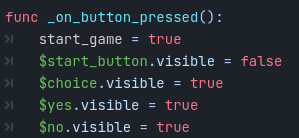 func _on_button_pressed():
start_game = true
$start_button.visible = false
$choice.visible = true
$yes.visible = true
$no.visible = true